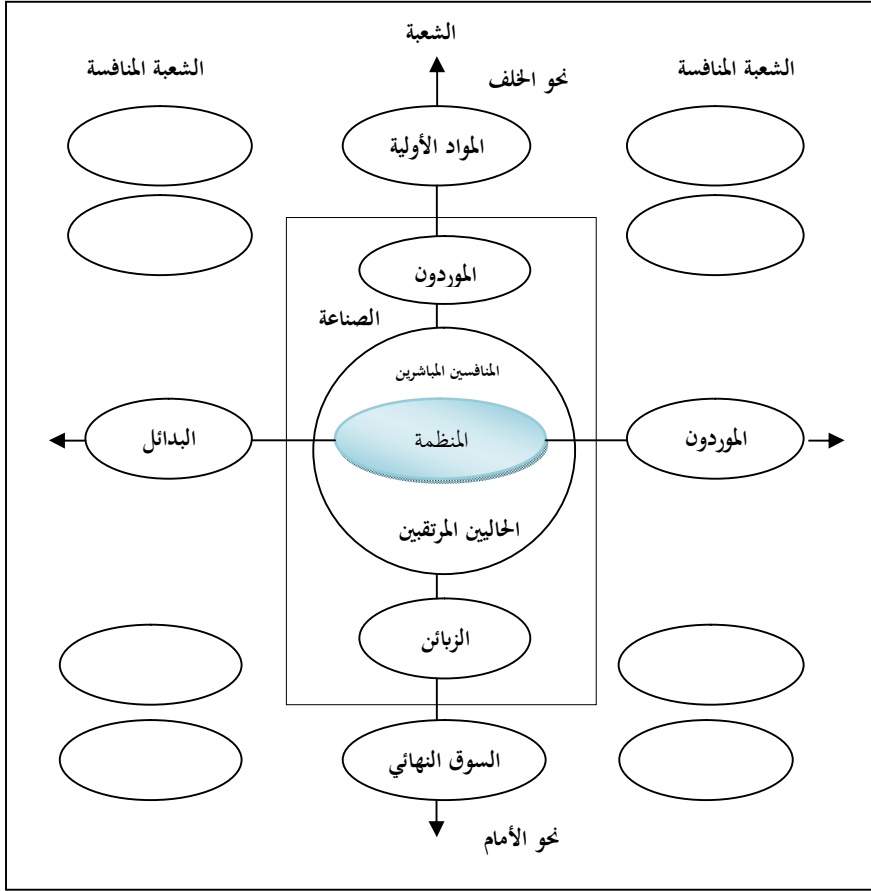 الشعبة
الشعبة المنافسة
نحو الخلف
الشعبة المنافسة
المواد الأولية
الموردون
الصناعة
المنافسين المباشرين
الموردون
المنظمة
البدائل
الحاليين المرتقبين
الزبائن
السوق النهائي
نحو الأمام